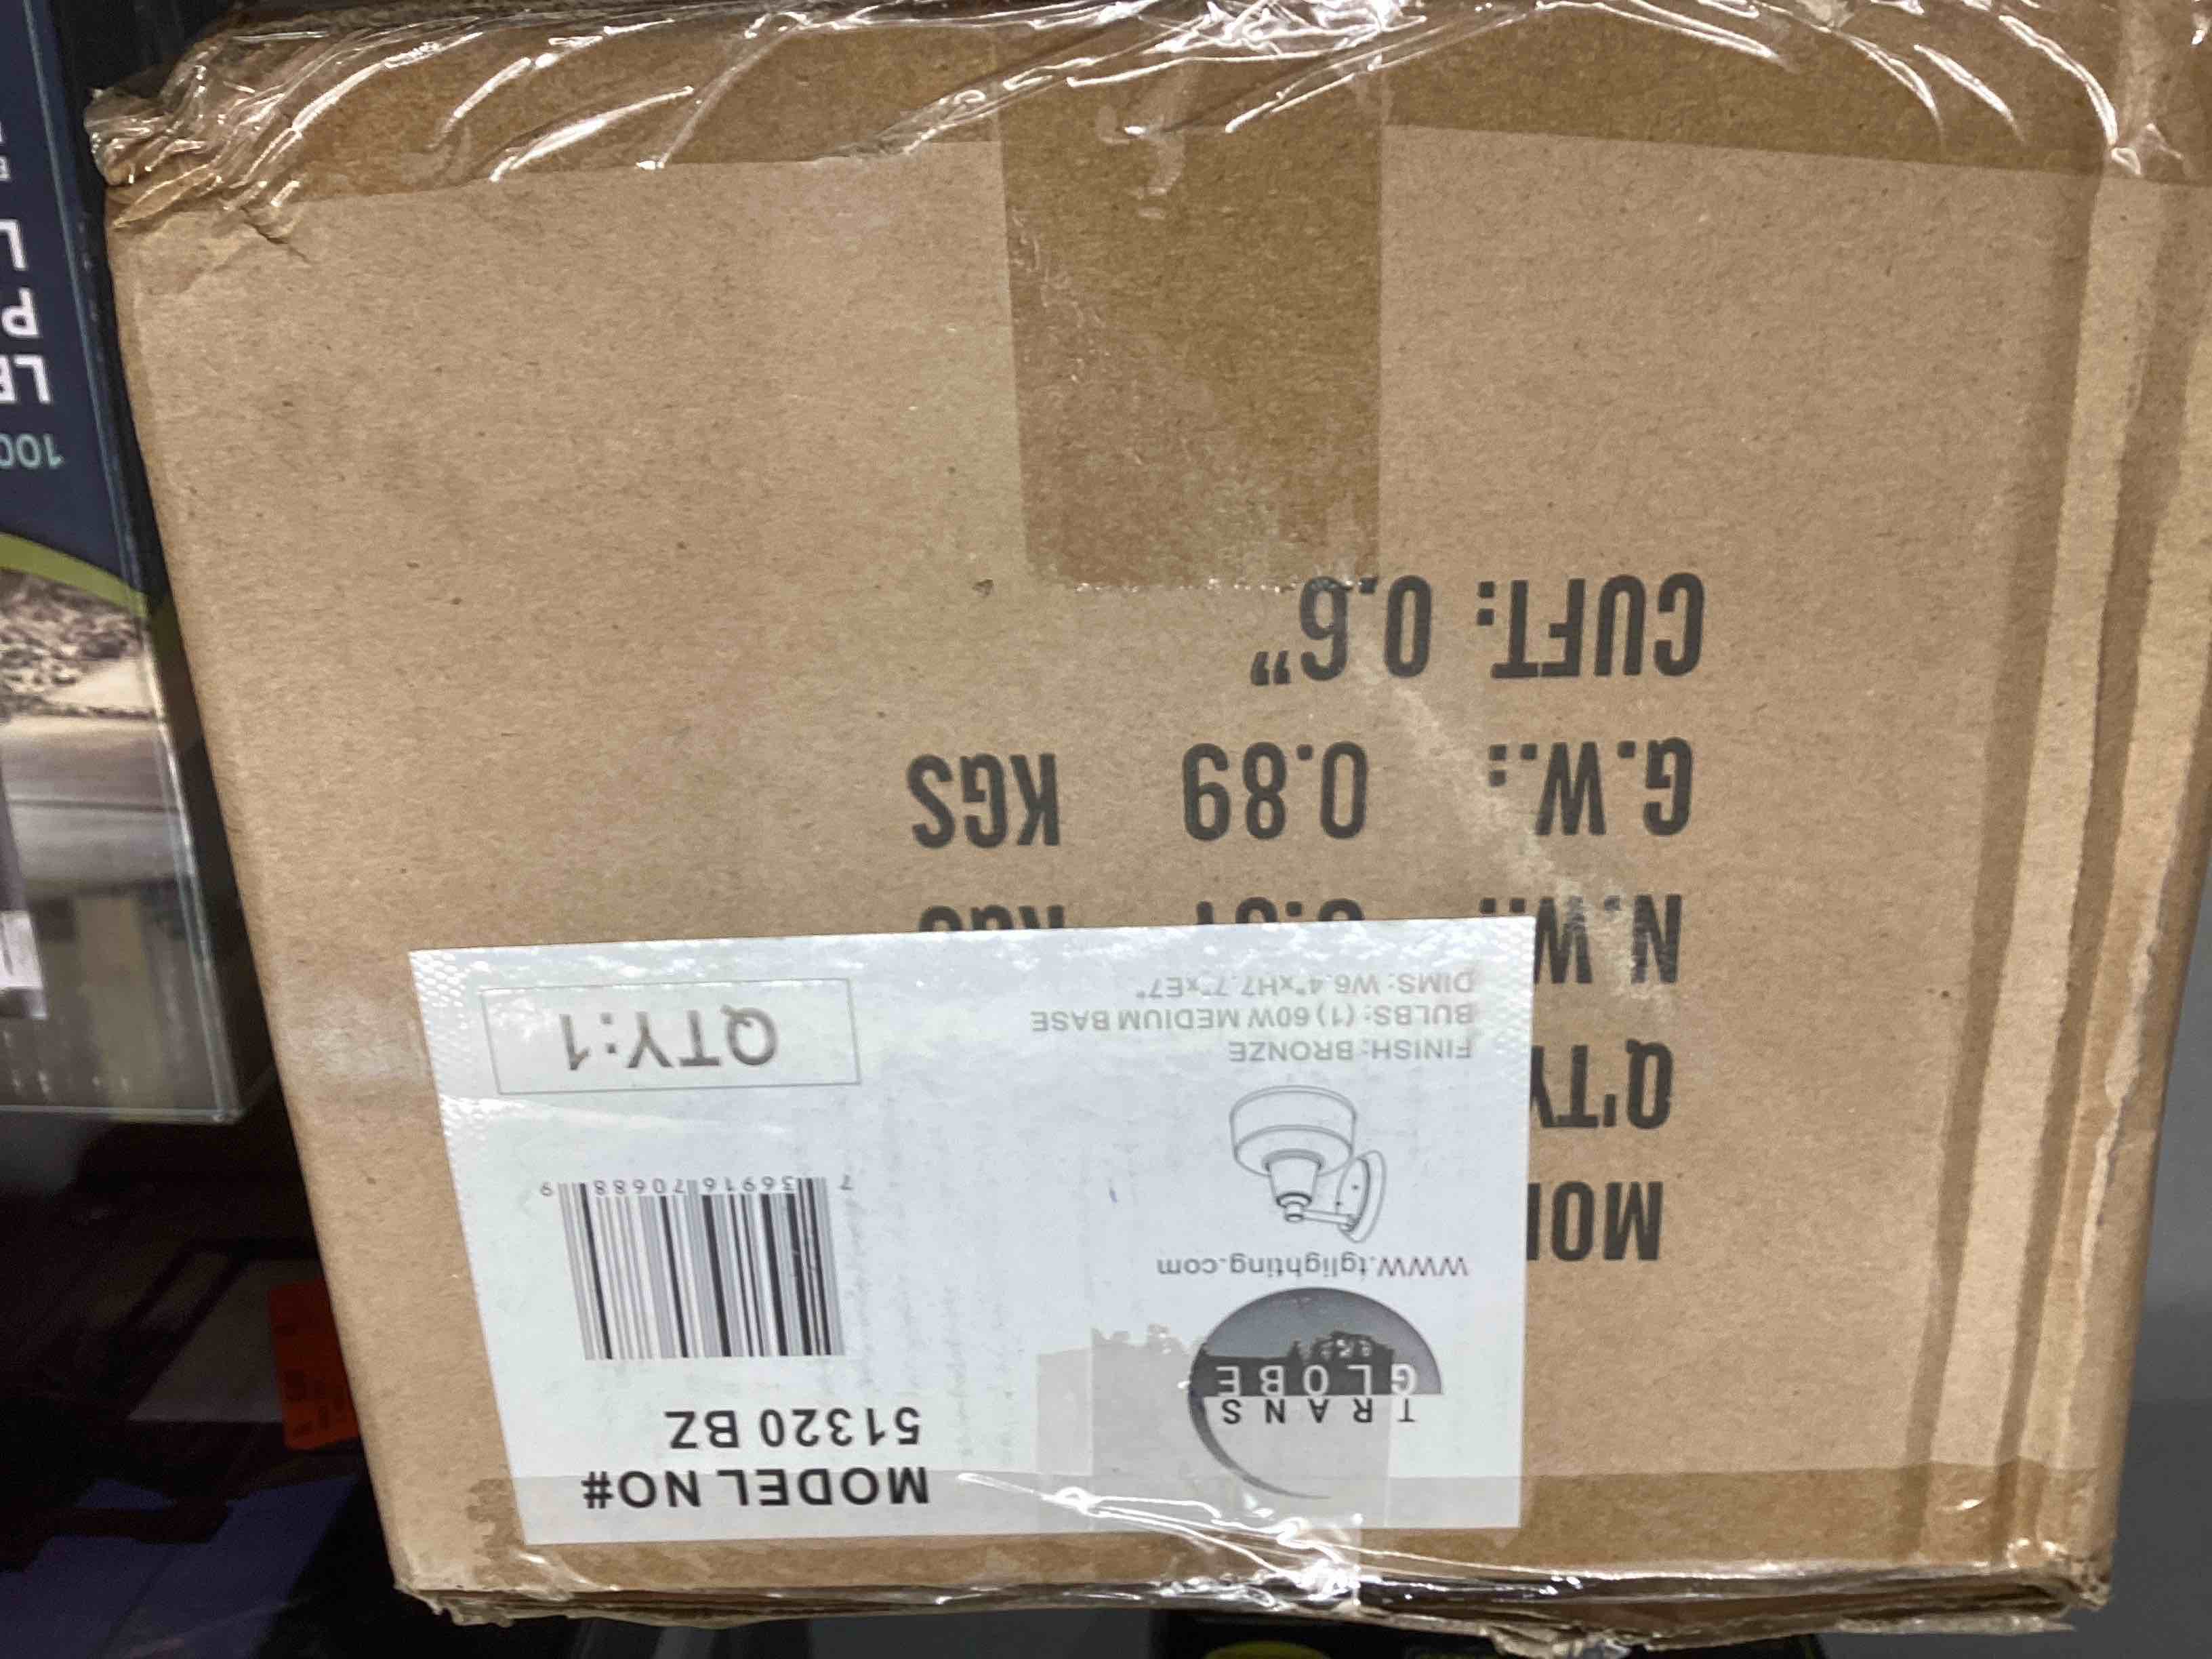 MODEL NO#
51320 BZ
TRANS
GLOBE
www.tglighting.com
7 36916 70688 9
FINISH: BRONZE
BULBS: (1) 60W MEDIUM BASE
DIMS: W6.4"xH7.7"xE7"
QTY:1
Q'TY
N.W.:
G.W.: 0.89 KGS
CUFT: 0.6”
100